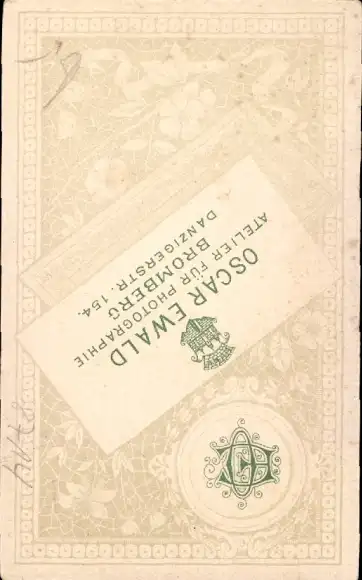 OSCAR EWALD
ATELIER FÜR PHOTOGRAPHIE
BROMBERG
DANZIGERSTR. 154.